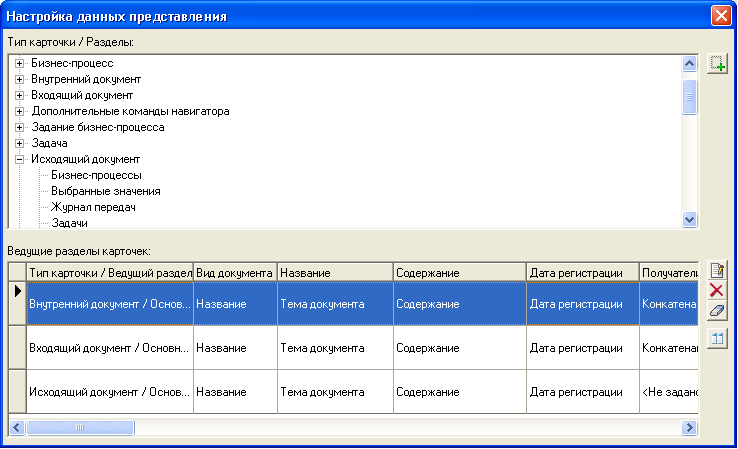 Настройка данных представления
Тип карточки / Разделы:
Бизнес-процесс
Внутренний документ
Входящий документ
Дополнительные команды навигатора
Задание бизнес-процесса
Задача
Исходящий документ
Бизнес-процессы
Выбранные значения
Журнал передач
Задачи
Ведущие разделы карточек:
Тип карточки / Ведущий раздел Вид документа Название Содержание Дата регистрации Получатели
Внутренний документ / Основ... Название Тема документа Содержание Дата регистрации Конкатена
Входящий документ / Основн... Название Тема документа Содержание Дата регистрации Конкатена
Исходящий документ / Основ... Название Тема документа Содержание Дата регистрации <Не задано